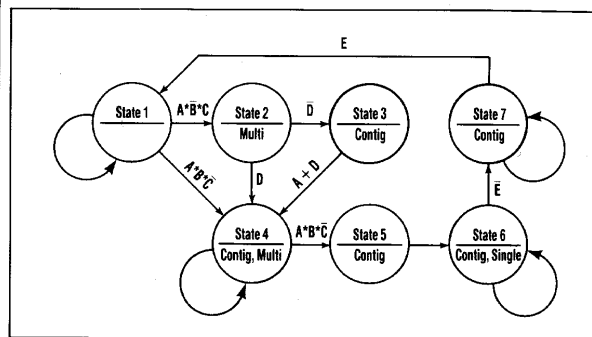 E
State 1
A*B̅*C
State 2
Multi
D̅
State 3
Contig
State 7
Contig
A*B*C̅
D
A + D
E̅
State 4
Contig, Multi
A*B*C̅
State 5
Contig
State 6
Contig, Single